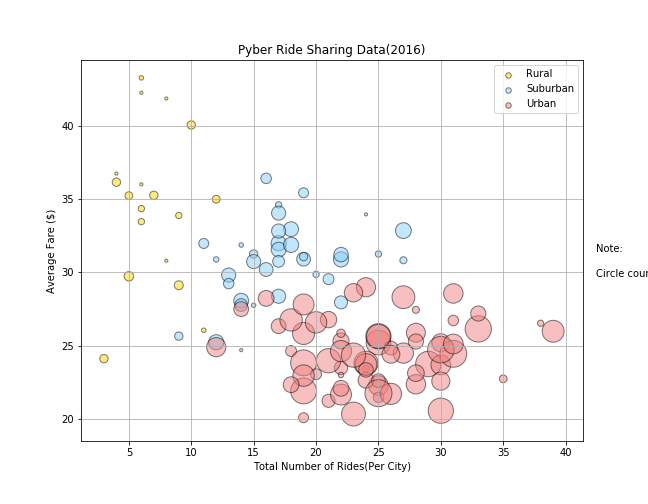 Pyber Ride Sharing Data(2016)
Rural
Suburban
Urban
40
35
30
25
20
Average Fare ($)
5
10
15
20
25
30
35
40
Total Number of Rides(Per City)
Note:
Circle